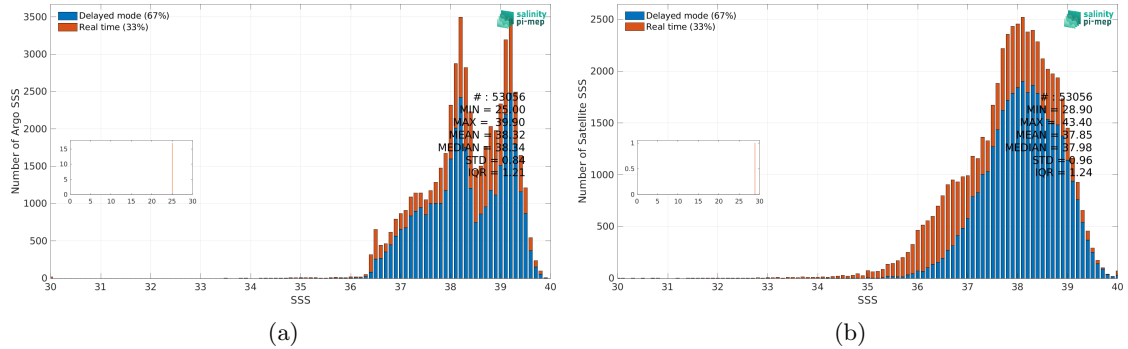 Delayed mode (67%)
Real time (33%)
salinity
pi-mep
Number of Argo SSS
3500
3000
2500
2000
1500
1000
500
0
# : 53056
MIN = 25.00
MAX = 39.90
MEAN = 38.32
MEDIAN = 38.34
STD = 0.84
IQR = 1.21
15
10
5
0
0 5 10 15 20 25 30
30 31 32 33 34 35 36 37 38 39 40
SSS
(a)
Delayed mode (67%)
Real time (33%)
salinity
pi-mep
Number of Satellite SSS
2500
2000
1500
1000
500
0
# : 53056
MIN = 28.90
MAX = 43.40
MEAN = 37.85
MEDIAN = 37.98
STD = 0.96
IQR = 1.24
1
0.5
0
0 5 10 15 20 25 30
30 31 32 33 34 35 36 37 38 39 40
SSS
(b)